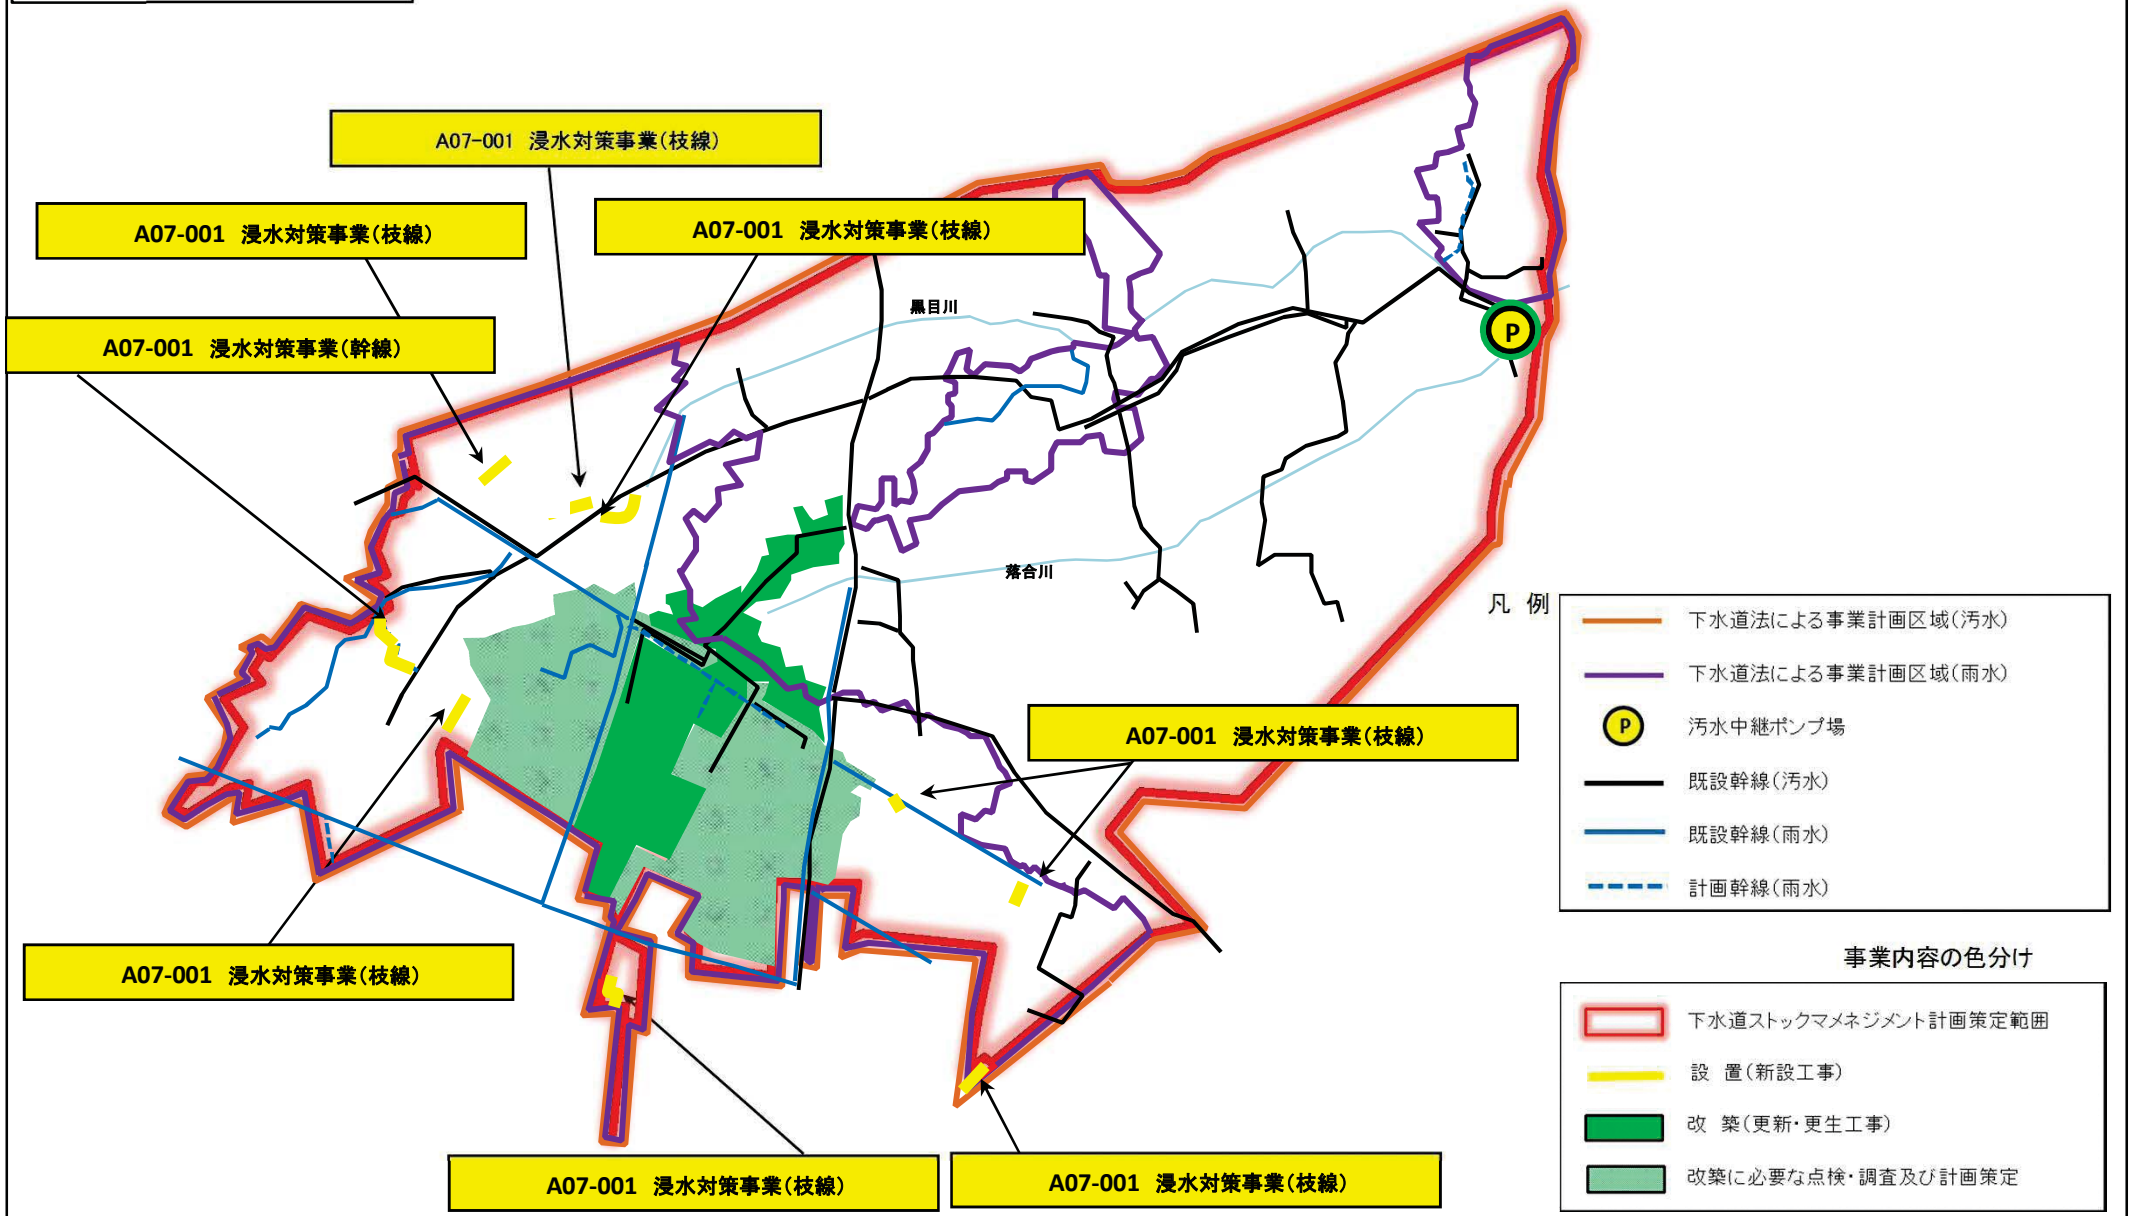 A07-001 浸水対策事業(枝線)
A07-001 浸水対策事業(枝線)
A07-001 浸水対策事業(枝線)
A07-001 浸水対策事業(幹線)
黒目川
P
落合川
A07-001 浸水対策事業(枝線)
A07-001 浸水対策事業(枝線)
A07-001 浸水対策事業(枝線)
A07-001 浸水対策事業(枝線)
凡 例
下水道法による事業計画区域(汚水)
下水道法による事業計画区域(雨水)
P 汚水中継ポンプ場
既設幹線(汚水)
既設幹線(雨水)
計画幹線(雨水)
事業内容の色分け
下水道ストックマメネジメント計画策定範囲
設 置(新設工事)
改 築(更新・更生工事)
改築に必要な点検・調査及び計画策定